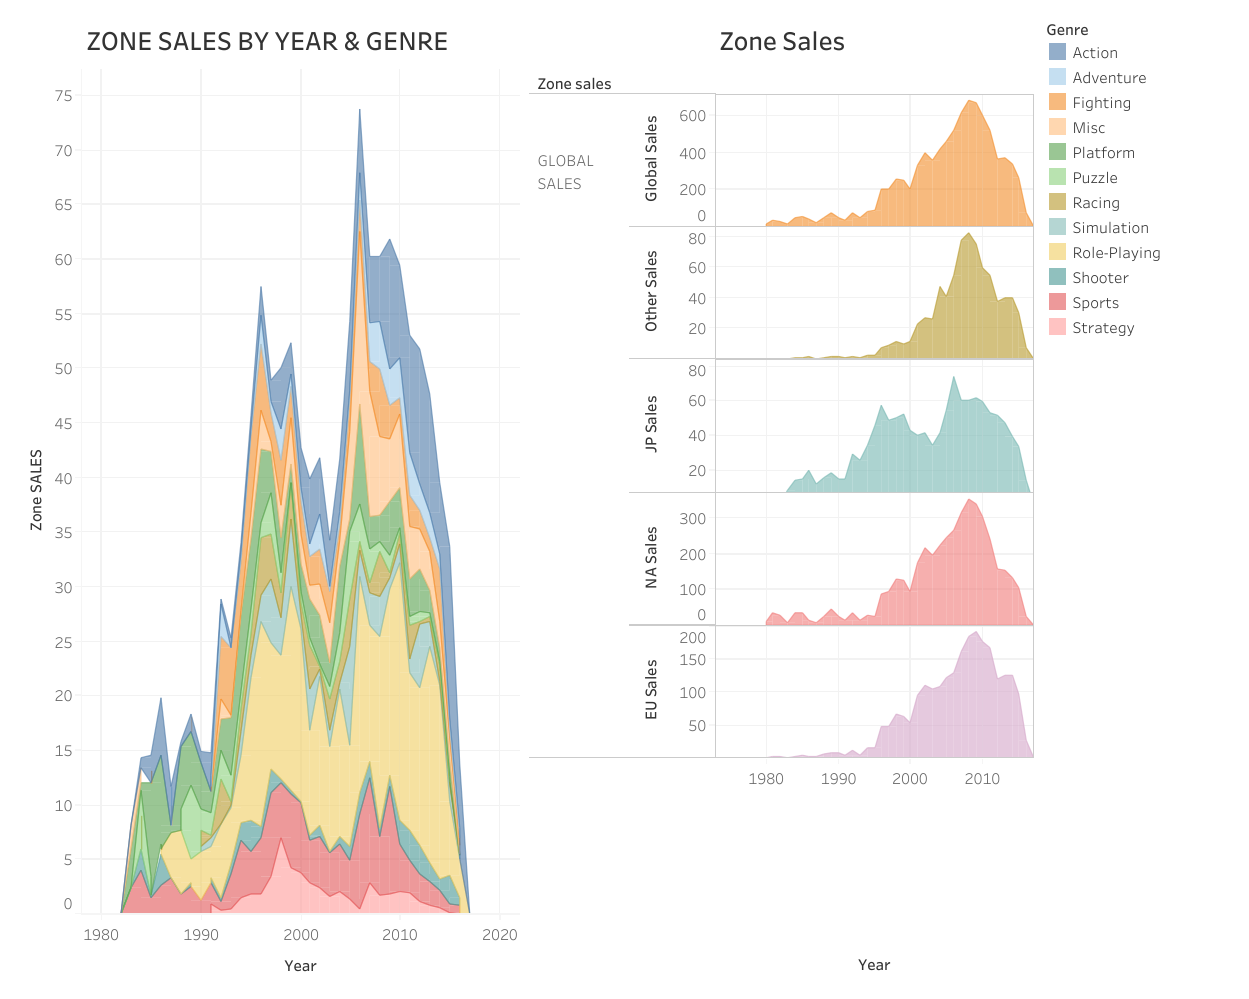 ZONE SALES BY YEAR & GENRE
75
70
65
60
55
50
45
40
35
30
25
20
15
10
5
0
Zone SALES
1980
1990
2000
2010
2020
Year
Zone Sales
Zone sales
GLOBAL
SALES
Global Sales
600
400
200
0
Other Sales
80
60
40
20
JP Sales
80
60
40
20
NA Sales
300
200
100
0
EU Sales
200
150
100
50
1980
1990
2000
2010
Year
Genre
Action
Adventure
Fighting
Misc
Platform
Puzzle
Racing
Simulation
Role-Playing
Shooter
Sports
Strategy